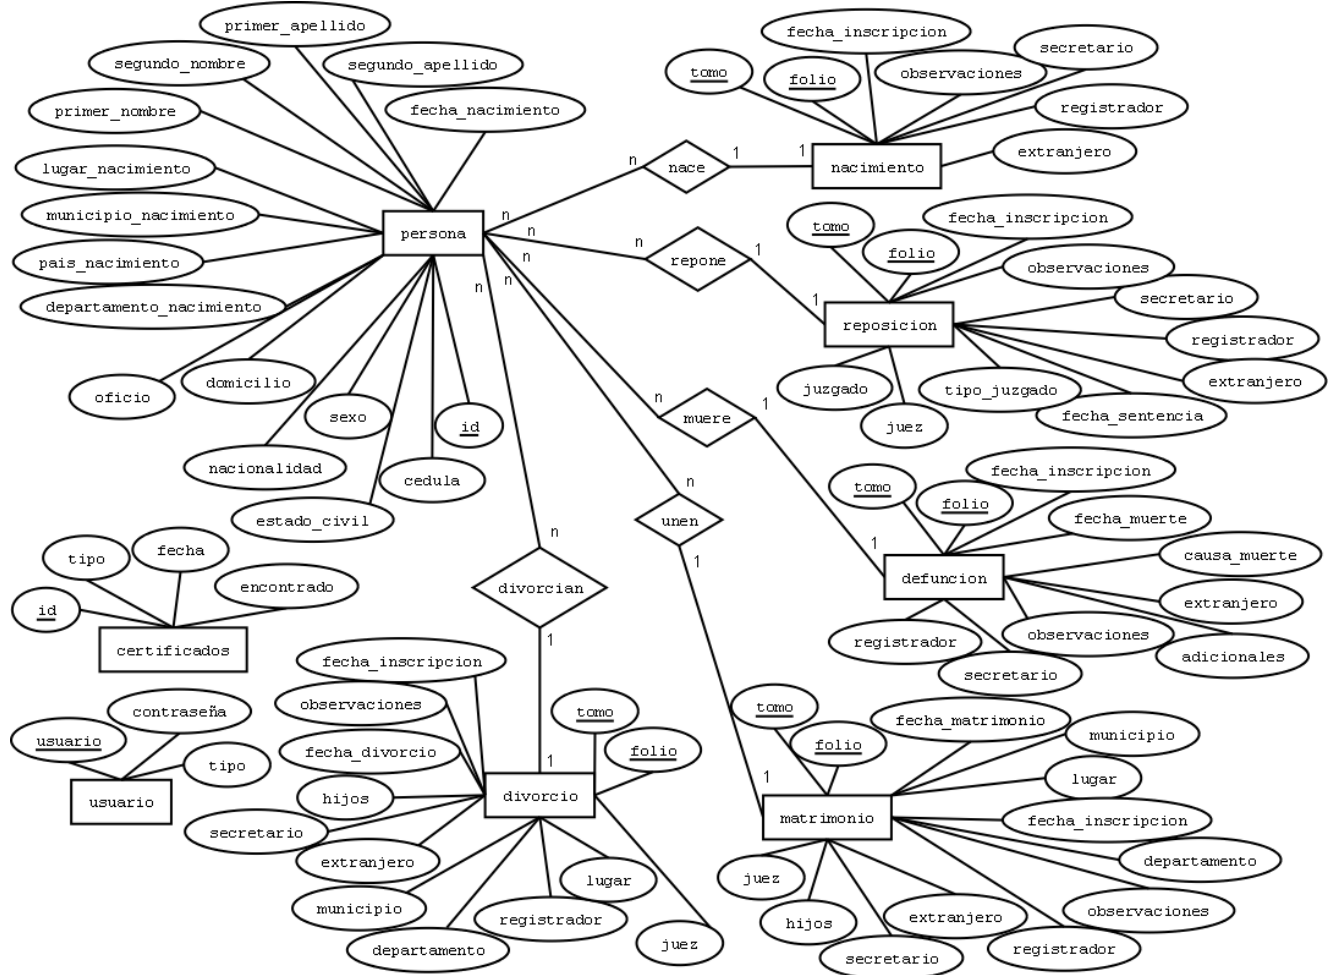 primer_apellido
segundo_nombre
segundo_apellido
primer_nombre
fecha_nacimiento
lugar_nacimiento
municipio_nacimiento
pais_nacimiento
departamento_nacimiento
persona
oficio
domicilio
sexo
id
nacionalidad
cedula
estado_civil
n
nace
n
1
1
fecha_inscripcion
secretario
tomo
folio
observaciones
registrador
extranjero
nacimiento
n
repone
n
1
1
fecha_inscripcion
tomo
folio
observaciones
secretario
reposicion
registrador
extranjero
juzgado
tipo_juzgado
juez
fecha_sentencia
n
muere
n
1
1
fecha_inscripcion
tomo
folio
fecha_muerte
causa_muerte
defuncion
extranjero
registrador
observaciones
adicionales
secretario
n
unen
n
1
1
tomo
fecha_matrimonio
folio
municipio
lugar
matrimonio
fecha_inscripcion
departamento
juez
hijos
extranjero
observaciones
secretario
registrador
n
divorcian
n
1
1
fecha_inscripcion
observaciones
tomo
fecha_divorcio
folio
hijos
divorcio
secretario
extranjero
lugar
municipio
registrador
departamento
juez
tipo
fecha
encontrado
id
certificados
contraseña
usuario
tipo
usuario